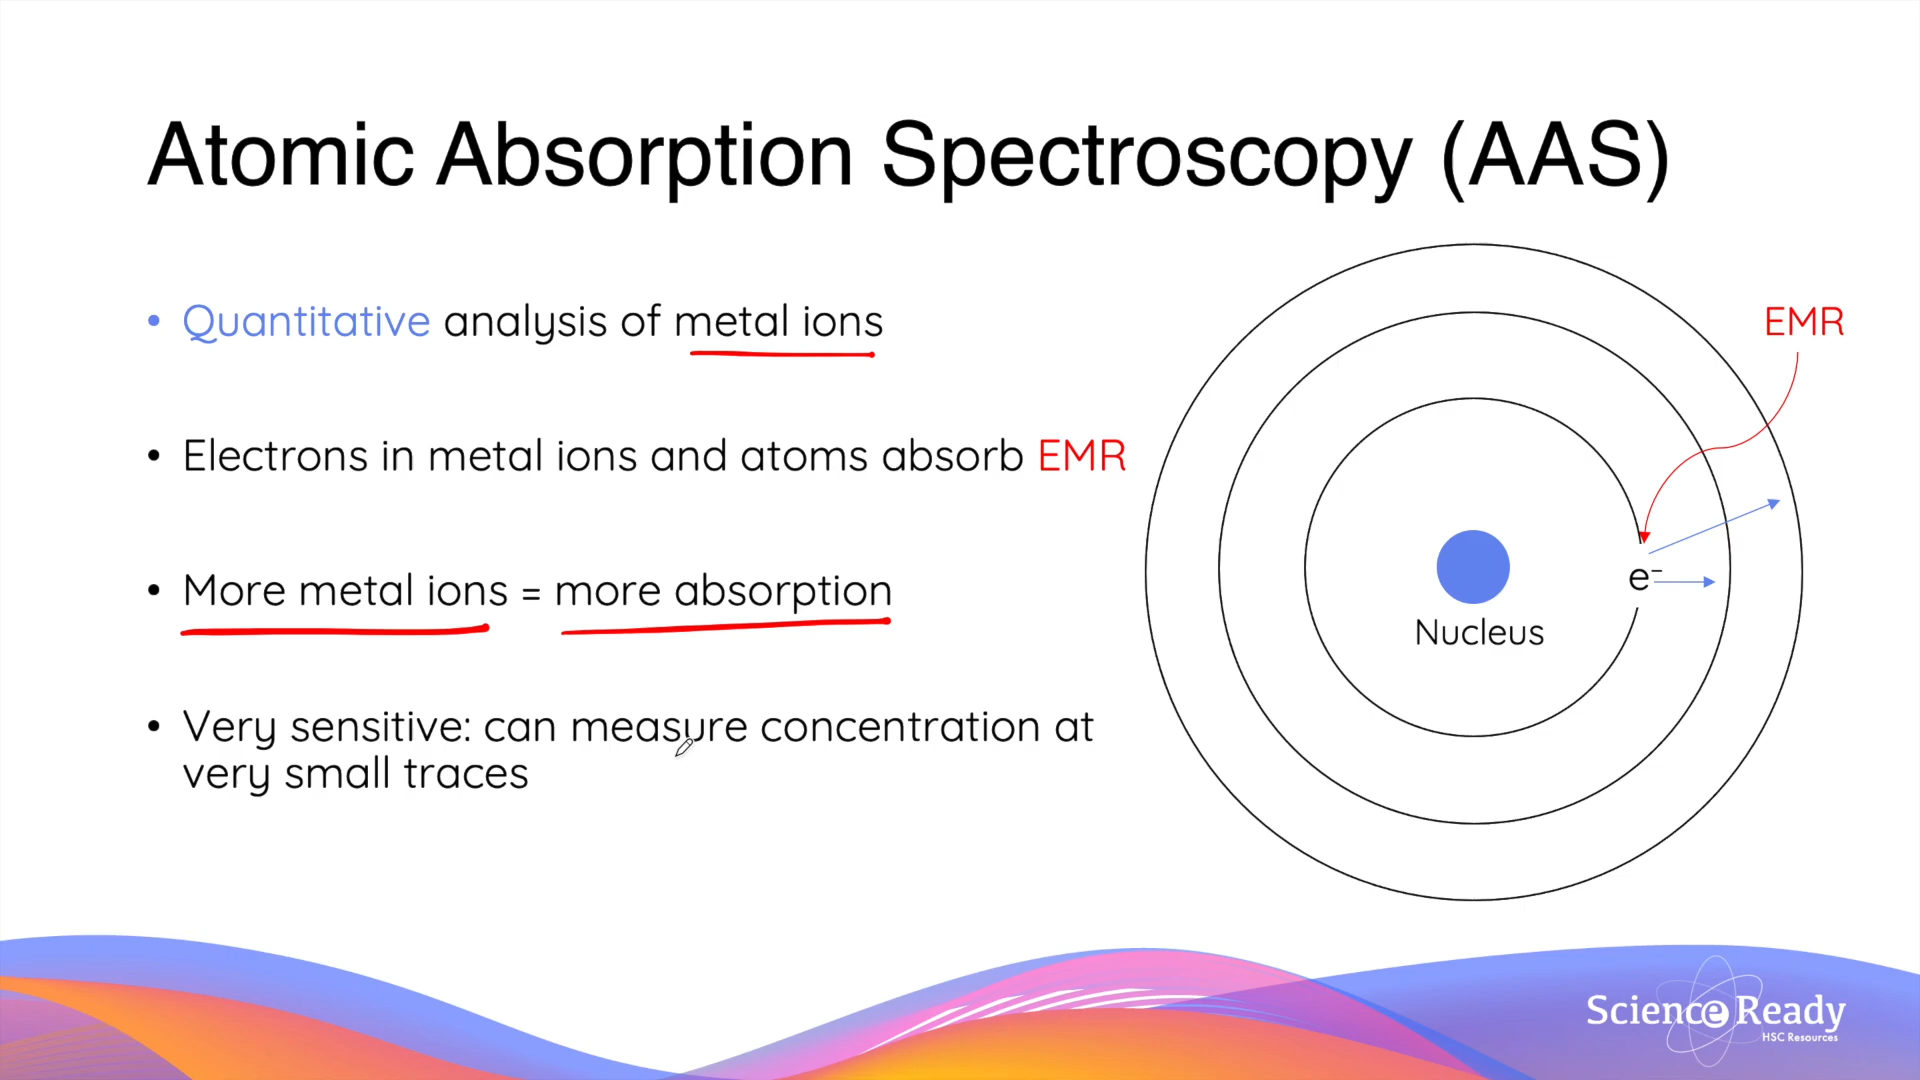 Atomic Absorption Spectroscopy (AAS)
• Quantitative analysis of metal ions
• Electrons in metal ions and atoms absorb EMR
• More metal ions = more absorption
• Very sensitive: can measure concentration at
very small traces
EMR
e⁻
Nucleus
Science Ready
HSC Resources